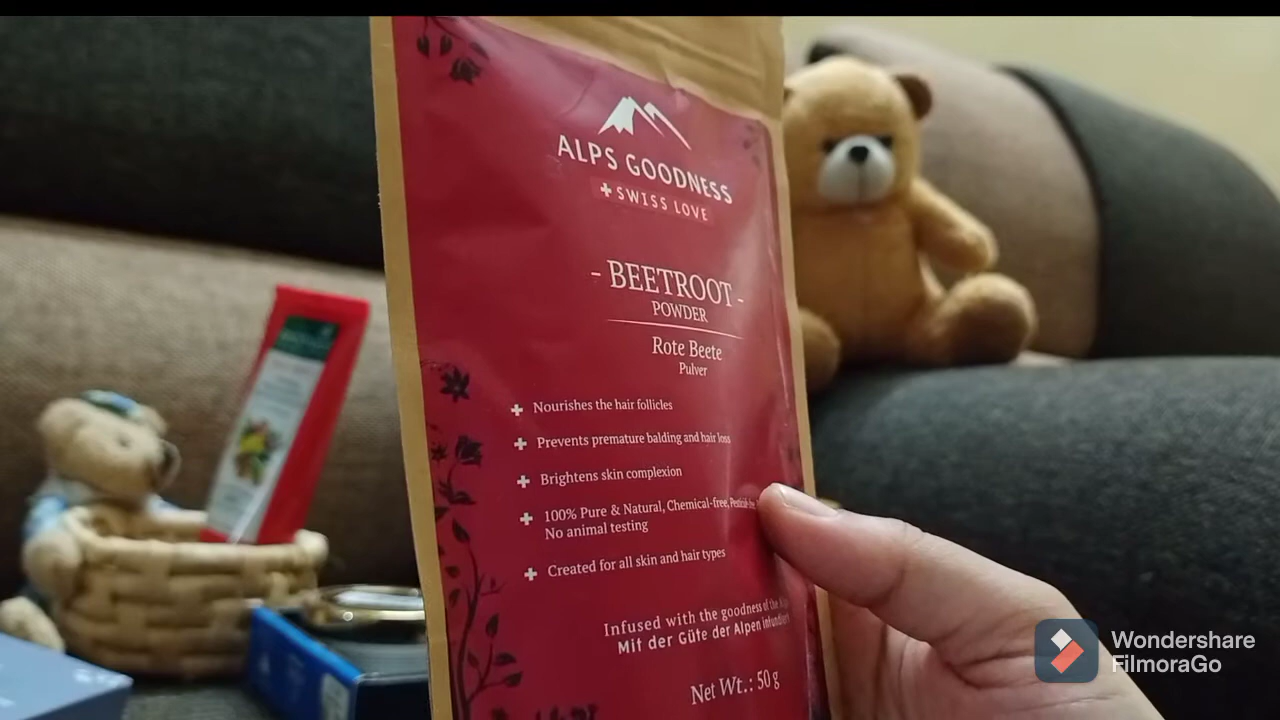 ALPS GOODNESS
+ SWISS LOVE
- BEETROOT -
POWDER
Rote Beete
Pulver
Nourishes the hair follicles
Prevents premature balding and hair loss
Brightens skin complexion
100% Pure & Natural, Chemical-free,
No animal testing
Created for all skin and hair types
Infused with the goodness of the
Mit der Güte der Alpen
Net Wt.: 50 g
Wondershare
FilmoraGo